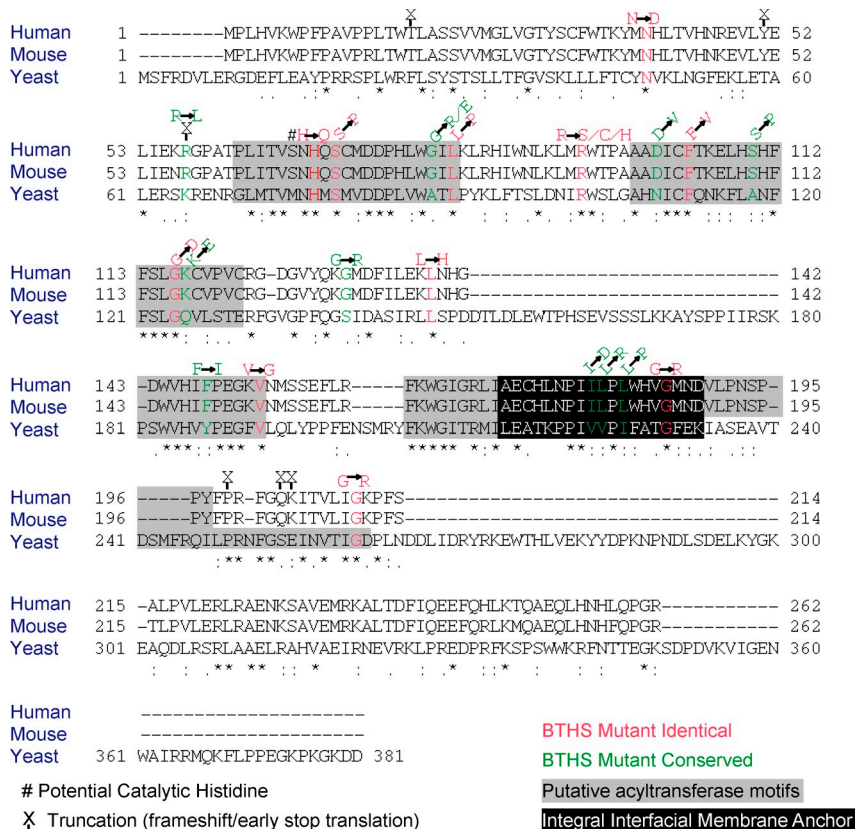 N→D
X X
Human 1 --------MPLHVKWPFPAVPPLTWTLASSVVMGLVGTYSCFWTKYMNHLTVHNREVLYE 52
Mouse 1 --------MPLHVKWPFPAVPRLTWTLASSVVMGLVGTYSCFWTKYMNHLTVHNKEVLYE 52
Yeast 1 MSFRDVLERGDEFLEAYPRRSPLWRFLSYSTSLLTFGVSKLLLFTCYNVKLNGFEKLETA 60
R→L
X #H→Q S→R G→R/E L→P R→S/C/H D→V F→V S→R
Human 53 LIEKRGPATPLITVSNHQSCMDDPHLWGILKLRHIWNLKLMRWTPAAADICFTKELHSHF 112
Mouse 53 LIENRGPATPLITVSNHQSCMDDPHLWGILKLRHIWNLKLMRWTPAAADICFTKELHSHF 112
Yeast 61 LERSKRENRGLMTVMNHMSMVDDPLVWATLPYKLFTSLDNIRWSLGAHNICFQNKFLANF 120
G→D K→E G→R L→H
Human 113 FSLGKCVPVCRG-DGVYQKGMDFILEKLNHG----------------------------- 142
Mouse 113 FSLGKCVPVCRG-DGVYQKGMDFILEKLNHG----------------------------- 142
Yeast 121 FSLGQVLSTERFGVGPFQGSIDASIRLLSPDDTLDLEWTPHSEVSSSLKKAYSPPIIRSK 180
F→I V→G I→D L→P L→P G→R
Human 143 -DWVHIFPEGKVNMSSEFLR-----FKWGIGRLIAECHLNPIILPLWHVGMNDVLPNSP- 195
Mouse 143 -DWVHIFPEGKVNMSSEFLR-----FKWGIGRLIAECHLNPIILPLWHVGMNDVLPNSP- 195
Yeast 181 PSWVHVYPEGFVLQLYPPFENSMRYFKWGITRMILEATKPPIVVPIFATGFEKIASEAVT 240
X XX G→R
Human 196 -----PYFPR-FGQKITVLIGKPFS----------------------------------- 214
Mouse 196 -----PYFPR-FGQKITVLIGKPFS----------------------------------- 214
Yeast 241 DSMFRQILPRNFGSEINVTIGDPLNDDLIDRYRKEWTHLVEKYYDPKNPNDLSDELKYGK 300
Human 215 -ALPVLERLRAENKSAVEMRKALTDFIQEEFQHLKTQAEQLHNHLQPGR----------- 262
Mouse 215 -TLPVLERLRAENKSAVEMRKALTDFIQEEFQRLKMQAEQLHNHFQPGR----------- 262
Yeast 301 EAQDLRSRLAAELRAHVAEIRNEVRKLPREDPRFKSPSWWKRFNTTEGKSDPDVKVIGEN 360
Human ---------------------
Mouse ---------------------
Yeast 361 WAIRRMQKFLPPEGKPKGKDD 381
BTHS Mutant Identical
BTHS Mutant Conserved
# Potential Catalytic Histidine
Putative acyltransferase motifs
X Truncation (frameshift/early stop translation)
Integral Interfacial Membrane Anchor